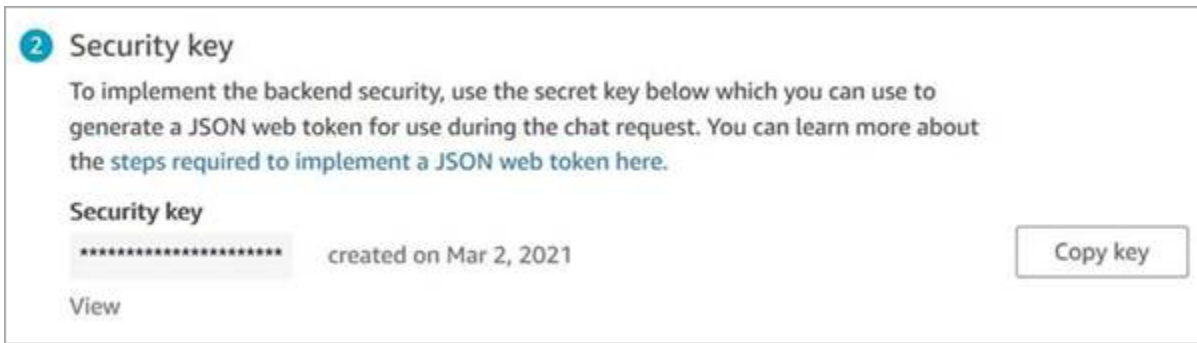 2 Security key
To implement the backend security, use the secret key below which you can use to
generate a JSON web token for use during the chat request. You can learn more about
the steps required to implement a JSON web token here.
Security key
********************** created on Mar 2, 2021 Copy key
View